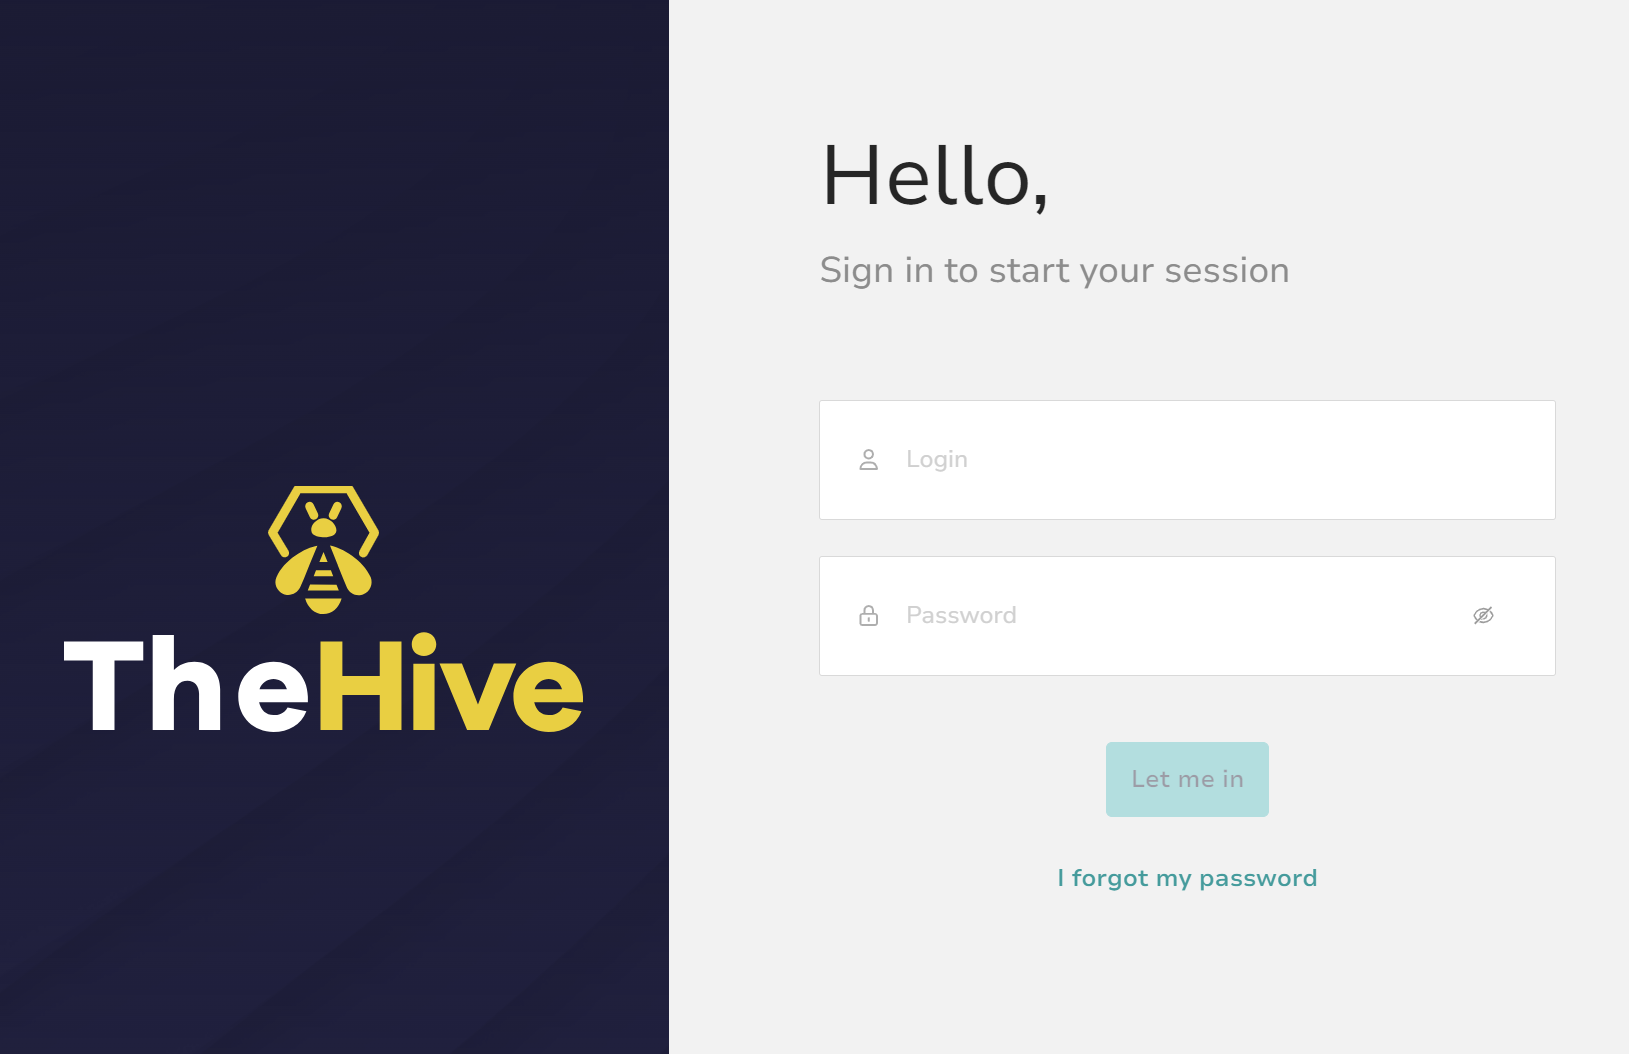 TheHive
Hello,
Sign in to start your session
Login
Password
Let me in
I forgot my password